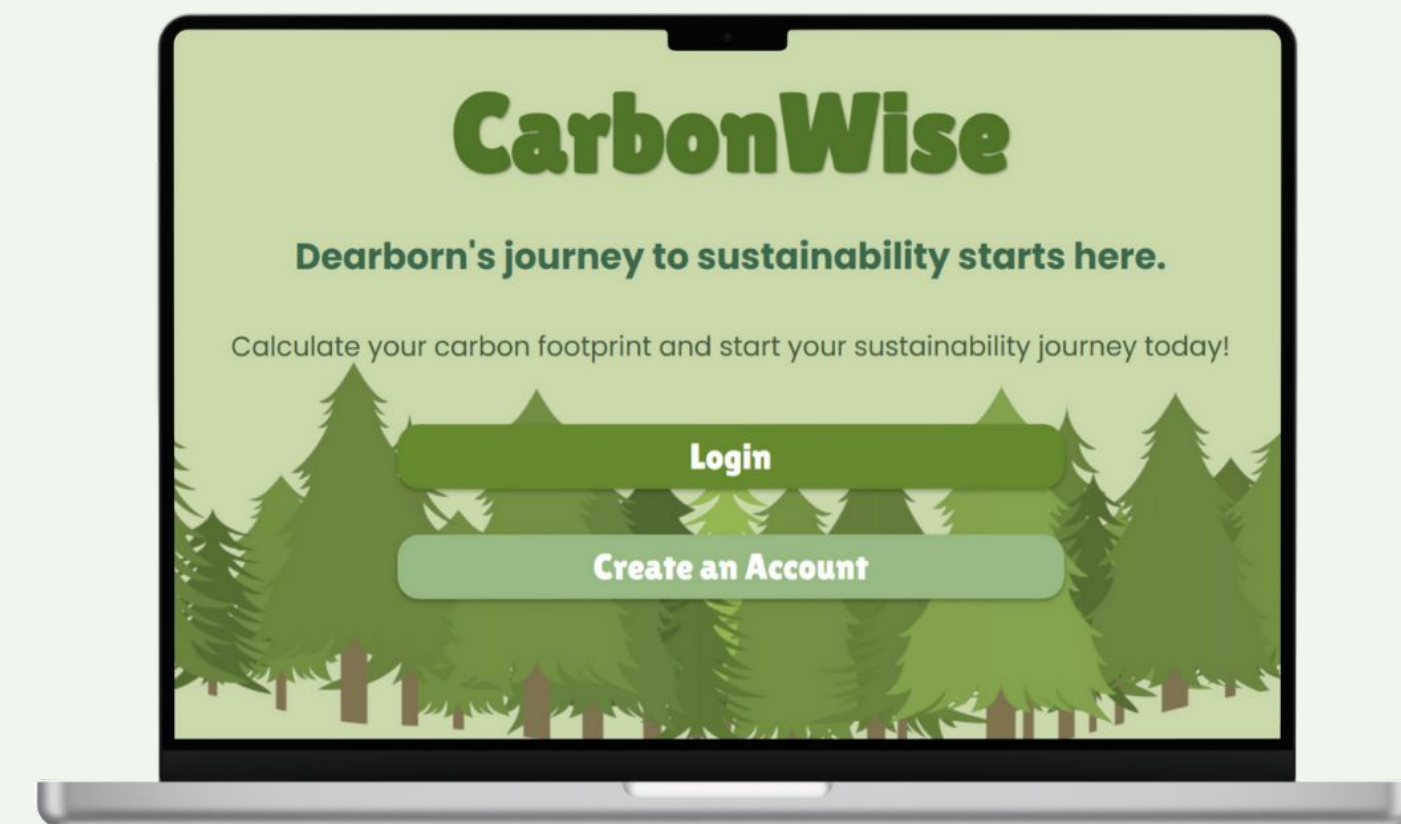 CarbonWise
Dearborn's journey to sustainability starts here.
Calculate your carbon footprint and start your sustainability journey today!
Login
Create an Account